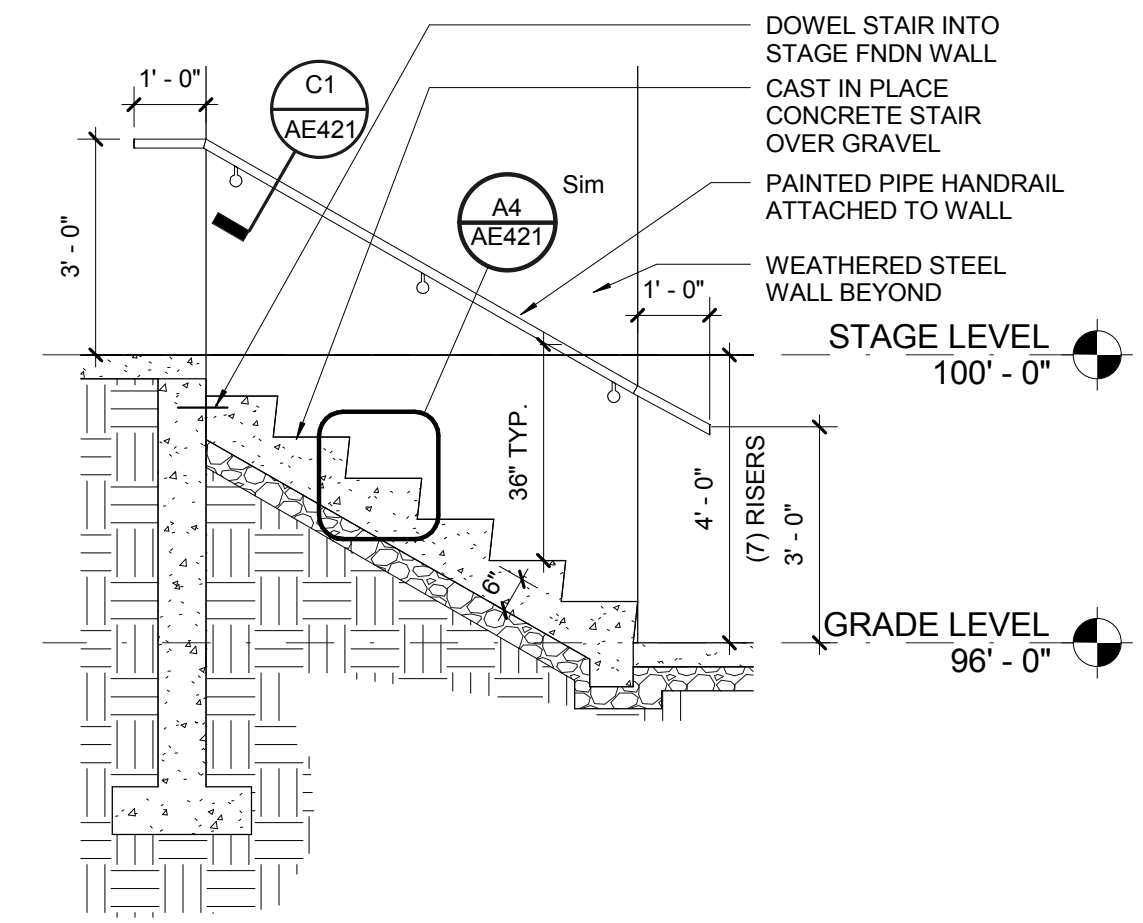 DOWEL STAIR INTO
STAGE FNDN WALL
CAST IN PLACE
CONCRETE STAIR
OVER GRAVEL
PAINTED PIPE HANDRAIL
ATTACHED TO WALL
WEATHERED STEEL
WALL BEYOND
1' - 0"
C1
AE421
A4
AE421
Sim
3' - 0"
1' - 0"
STAGE LEVEL
100' - 0"
36" TYP.
6"
4' - 0"
(7) RISERS
3' - 0"
GRADE LEVEL
96' - 0"